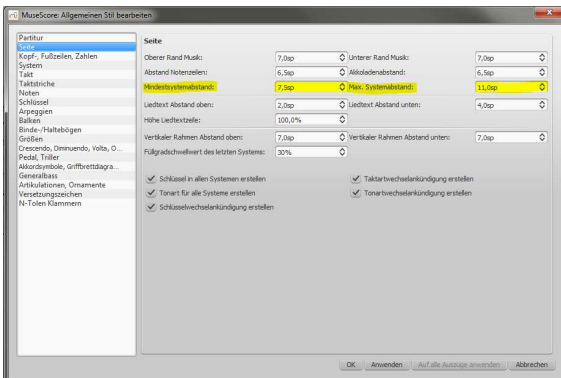 MuseScore: Allgemeinen Stil bearbeiten
Partitur
Seite
Kopf-, Fußzeilen, Zahlen
System
Takt
Taktstriche
Noten
Schlüssel
Arpeggien
Balken
Binde-/Haltebögen
Größen
Crescendo, Diminuendo, Volta, O...
Pedal, Triller
Akkordsymbole, Griffbrettdiagra...
Generalbass
Artikulationen, Ornamente
Versetzungszeichen
N-Tolen Klammern
Seite
Oberer Rand Musik: 7,0sp Unterer Rand Musik: 7,0sp
Abstand Notenzeilen: 6,5sp Akkoladenabstand: 6,5sp
Mindestsystemabstand: 7,5sp Max. Systemabstand: 11,0sp
Liedtext Abstand oben: 2,0sp Liedtext Abstand unten: 4,0sp
Höhe Liedtextzeile: 100,0%
Vertikaler Rahmen Abstand oben: 7,0sp Vertikaler Rahmen Abstand unten: 7,0sp
Füllgradschwellwert des letzten Systems: 30%
Schlüssel in allen Systemen erstellen Taktartwechselankündigung erstellen
Tonart für alle Systeme erstellen Tonartwechselankündigung erstellen
Schlüsselwechselankündigung erstellen
OK Anwenden Auf alle Auszüge anwenden Abbrechen